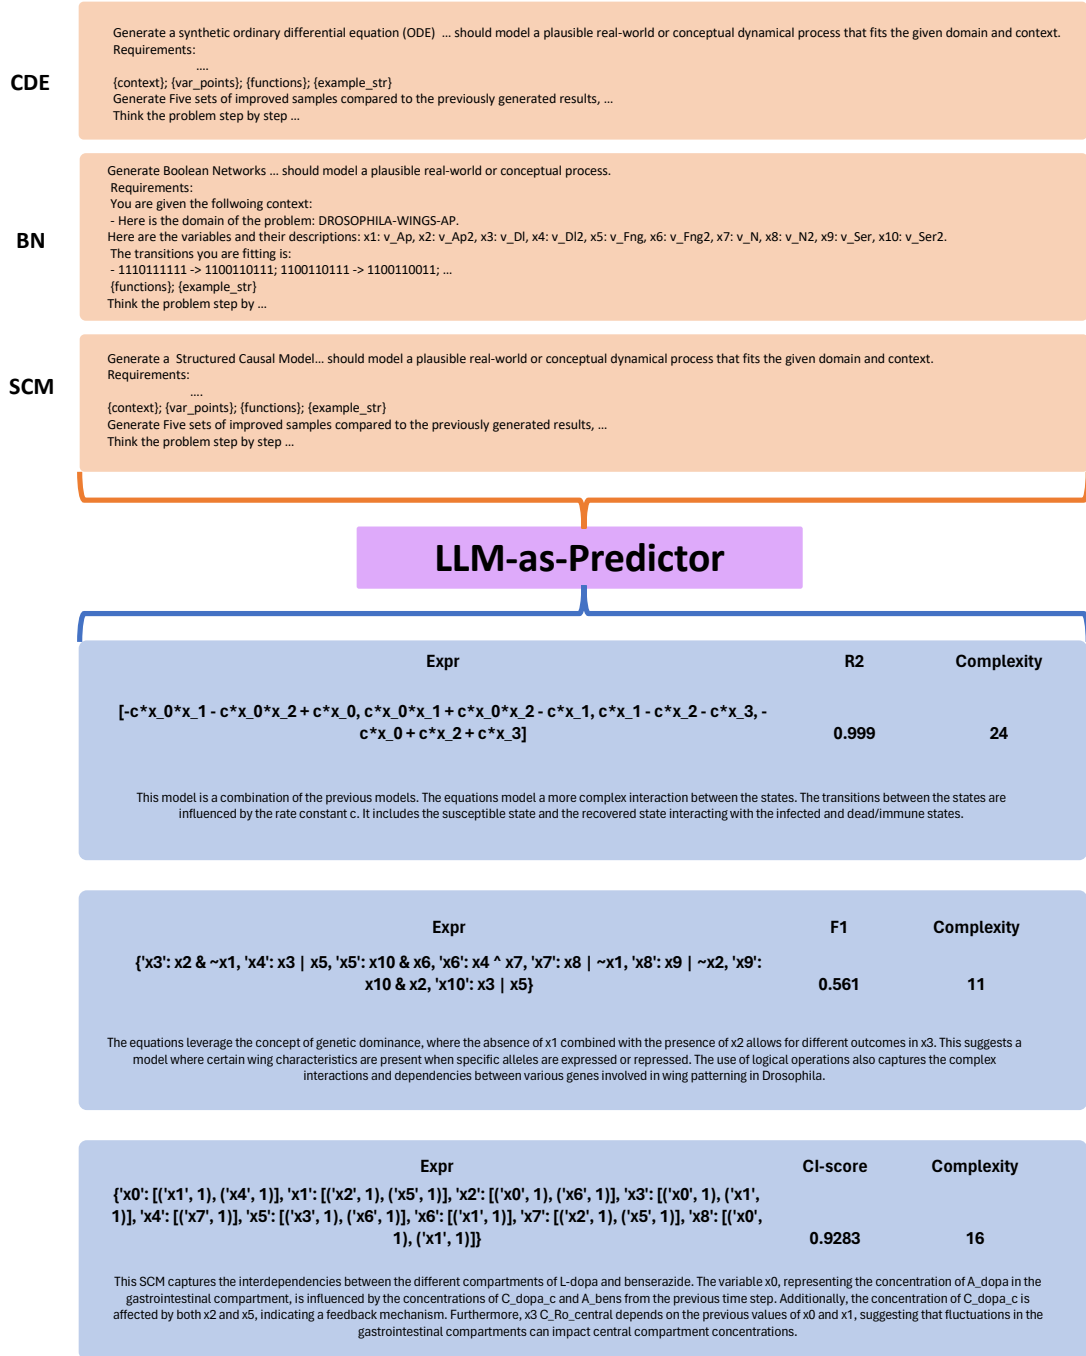 CDE
Generate a synthetic ordinary differential equation (ODE)  ... should model a plausible real-world or conceptual dynamical process that fits the given domain and context.
Requirements:
....
{context}; {var_points}; {functions}; {example_str}
Generate Five sets of improved samples compared to the previously generated results, ...
Think the problem step by step ...
BN
Generate Boolean Networks ... should model a plausible real-world or conceptual process.
Requirements:
You are given the follwoing context:
- Here is the domain of the problem: DROSOPHILA-WINGS-AP.
Here are the variables and their descriptions: x1: v_Ap, x2: v_Ap2, x3: v_Dl, x4: v_Dl2, x5: v_Fng, x6: v_Fng2, x7: v_N, x8: v_N2, x9: v_Ser, x10: v_Ser2.
The transitions you are fitting is:
- 1110111111 -> 1100110111; 1100110111 -> 1100110011; ...
{functions}; {example_str}
Think the problem step by ...
SCM
Generate a  Structured Causal Model... should model a plausible real-world or conceptual dynamical process that fits the given domain and context.
Requirements:
....
{context}; {var_points}; {functions}; {example_str}
Generate Five sets of improved samples compared to the previously generated results, ...
Think the problem step by step ...
LLM-as-Predictor
Expr R2 Complexity
[-c*x_0*x_1 - c*x_0*x_2 + c*x_0, c*x_0*x_1 + c*x_0*x_2 - c*x_1, c*x_1 - c*x_2 - c*x_3, -
c*x_0 + c*x_2 + c*x_3] 0.999 24
This model is a combination of the previous models. The equations model a more complex interaction between the states. The transitions between the states are
influenced by the rate constant c. It includes the susceptible state and the recovered state interacting with the infected and dead/immune states.
Expr F1 Complexity
{'x3': x2 & ~x1, 'x4': x3 | x5, 'x5': x10 & x6, 'x6': x4 ^ x7, 'x7': x8 | ~x1, 'x8': x9 | ~x2, 'x9':
x10 & x2, 'x10': x3 | x5} 0.561 11
The equations leverage the concept of genetic dominance, where the absence of x1 combined with the presence of x2 allows for different outcomes in x3. This suggests a
model where certain wing characteristics are present when specific alleles are expressed or repressed. The use of logical operations also captures the complex
interactions and dependencies between various genes involved in wing patterning in Drosophila.
Expr CI-score Complexity
{'x0': [('x1', 1), ('x4', 1)], 'x1': [('x2', 1), ('x5', 1)], 'x2': [('x0', 1), ('x6', 1)], 'x3': [('x0', 1), ('x1',
1)], 'x4': [('x7', 1)], 'x5': [('x3', 1), ('x6', 1)], 'x6': [('x1', 1)], 'x7': [('x2', 1), ('x5', 1)], 'x8': [('x0',
1), ('x1', 1)]} 0.9283 16
This SCM captures the interdependencies between the different compartments of L-dopa and benserazide. The variable x0, representing the concentration of A_dopa in the
gastrointestinal compartment, is influenced by the concentrations of C_dopa_c and A_bens from the previous time step. Additionally, the concentration of C_dopa_c is
affected by both x2 and x5, indicating a feedback mechanism. Furthermore, x3 C_Ro_central depends on the previous values of x0 and x1, suggesting that fluctuations in the
gastrointestinal compartments can impact central compartment concentrations.